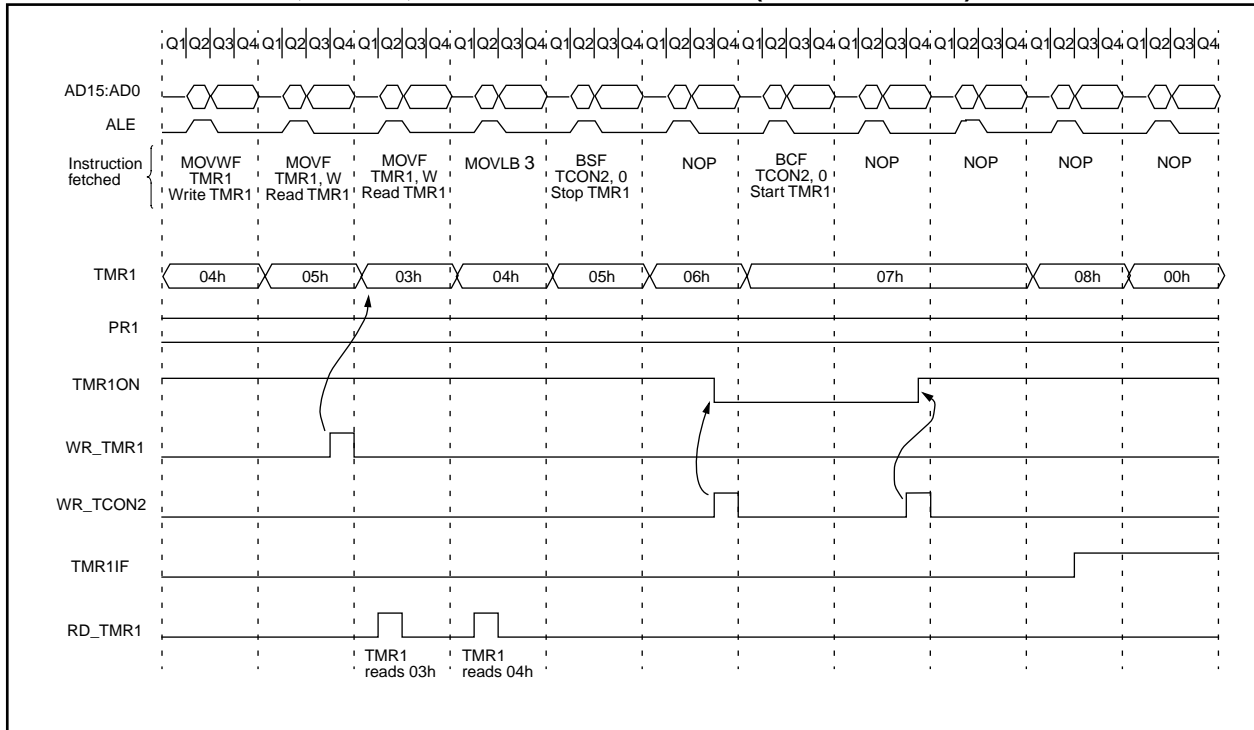 Q1 Q2 Q3 Q4 Q1 Q2 Q3 Q4 Q1 Q2 Q3 Q4 Q1 Q2 Q3 Q4 Q1 Q2 Q3 Q4 Q1 Q2 Q3 Q4 Q1 Q2 Q3 Q4 Q1 Q2 Q3 Q4 Q1 Q2 Q3 Q4 Q1 Q2 Q3 Q4 Q1 Q2 Q3 Q4
AD15:AD0
ALE
Instruction
fetched
MOVWF
TMR1
Write TMR1
MOVF
TMR1, W
Read TMR1
MOVF
TMR1, W
Read TMR1
MOVLB 3
BSF
TCON2, 0
Stop TMR1
NOP
BCF
TCON2, 0
Start TMR1
NOP
NOP
NOP
NOP
TMR1 04h 05h 03h 04h 05h 06h 07h 08h 00h
PR1
TMR1ON
WR_TMR1
WR_TCON2
TMR1IF
RD_TMR1
TMR1
reads 03h
TMR1
reads 04h